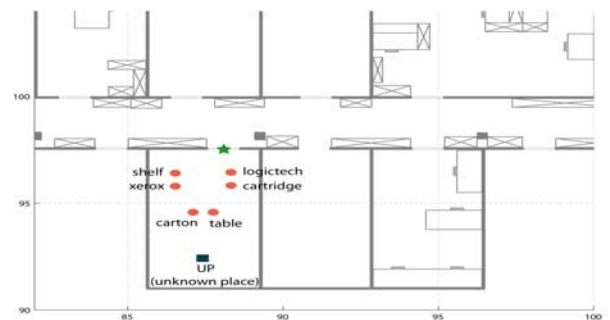 100
shelf
logictech
xerox
cartridge
95
carton
table
UP
(unknown place)
90
85
90
95
100